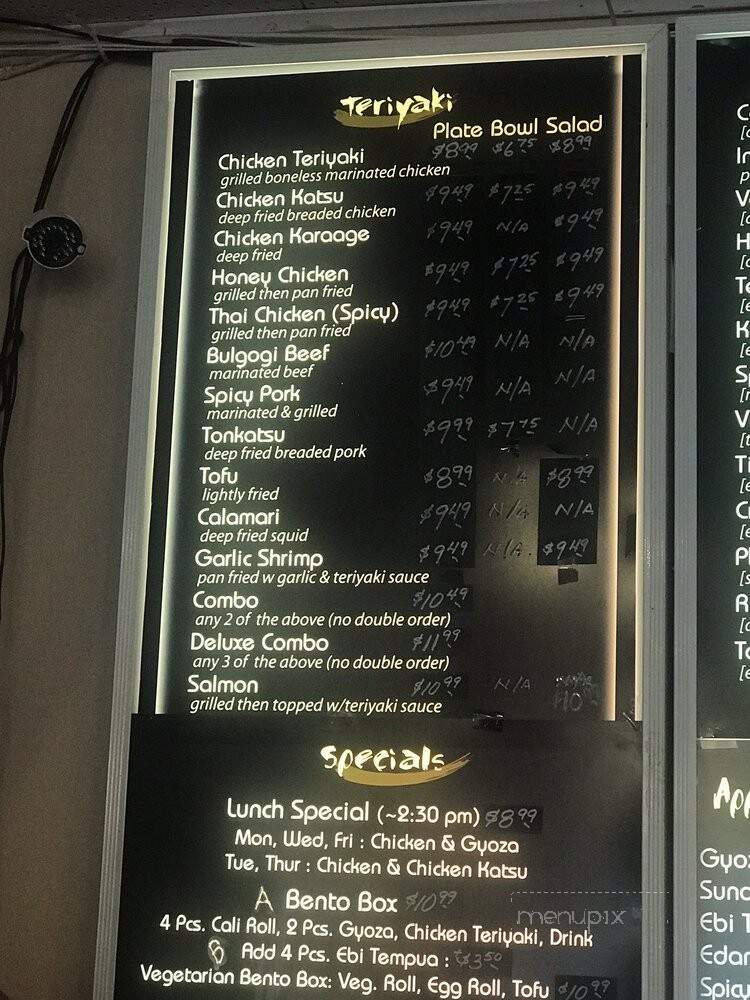 Teriyaki
Plate Bowl Salad
Chicken Teriyaki $8.99 $6.75 $8.99
grilled boneless marinated chicken
Chicken Katsu $9.49 $7.25 $9.49
deep fried breaded chicken
Chicken Karaage $9.49 N/A $9.49
deep fried
Honey Chicken $9.49 $7.25 $9.49
grilled then pan fried
Thai Chicken (Spicy) $9.49 $7.25 $9.49
grilled then pan fried
Bulgogi Beef $10.49 N/A N/A
marinated beef
Spicy Pork $9.49 N/A N/A
marinated & grilled
Tonkatsu $9.99 $7.75 N/A
deep fried breaded pork
Tofu $8.99 N/A $8.99
lightly fried
Calamari $9.49 N/A N/A
deep fried squid
Garlic Shrimp $9.49 N/A. $9.49
pan fried w garlic & teriyaki sauce
Combo $10.49
any 2 of the above (no double order)
Deluxe Combo $11.99
any 3 of the above (no double order)
Salmon $10.99 N/A
grilled then topped w/teriyaki sauce
Specials
Lunch Special (~2:30 pm) $8.99
Mon, Wed, Fri : Chicken & Gyoza
Tue, Thur : Chicken & Chicken Katsu
A Bento Box $10.99
4 Pcs. Cali Roll, 2 Pcs. Gyoza, Chicken Teriyaki, Drink
B Add 4 Pcs. Ebi Tempua : +$3.50
Vegetarian Bento Box: Veg. Roll, Egg Roll, Tofu $10.99
menupix
App
Gyoz
Sund
Ebi T
Edar
Spicy